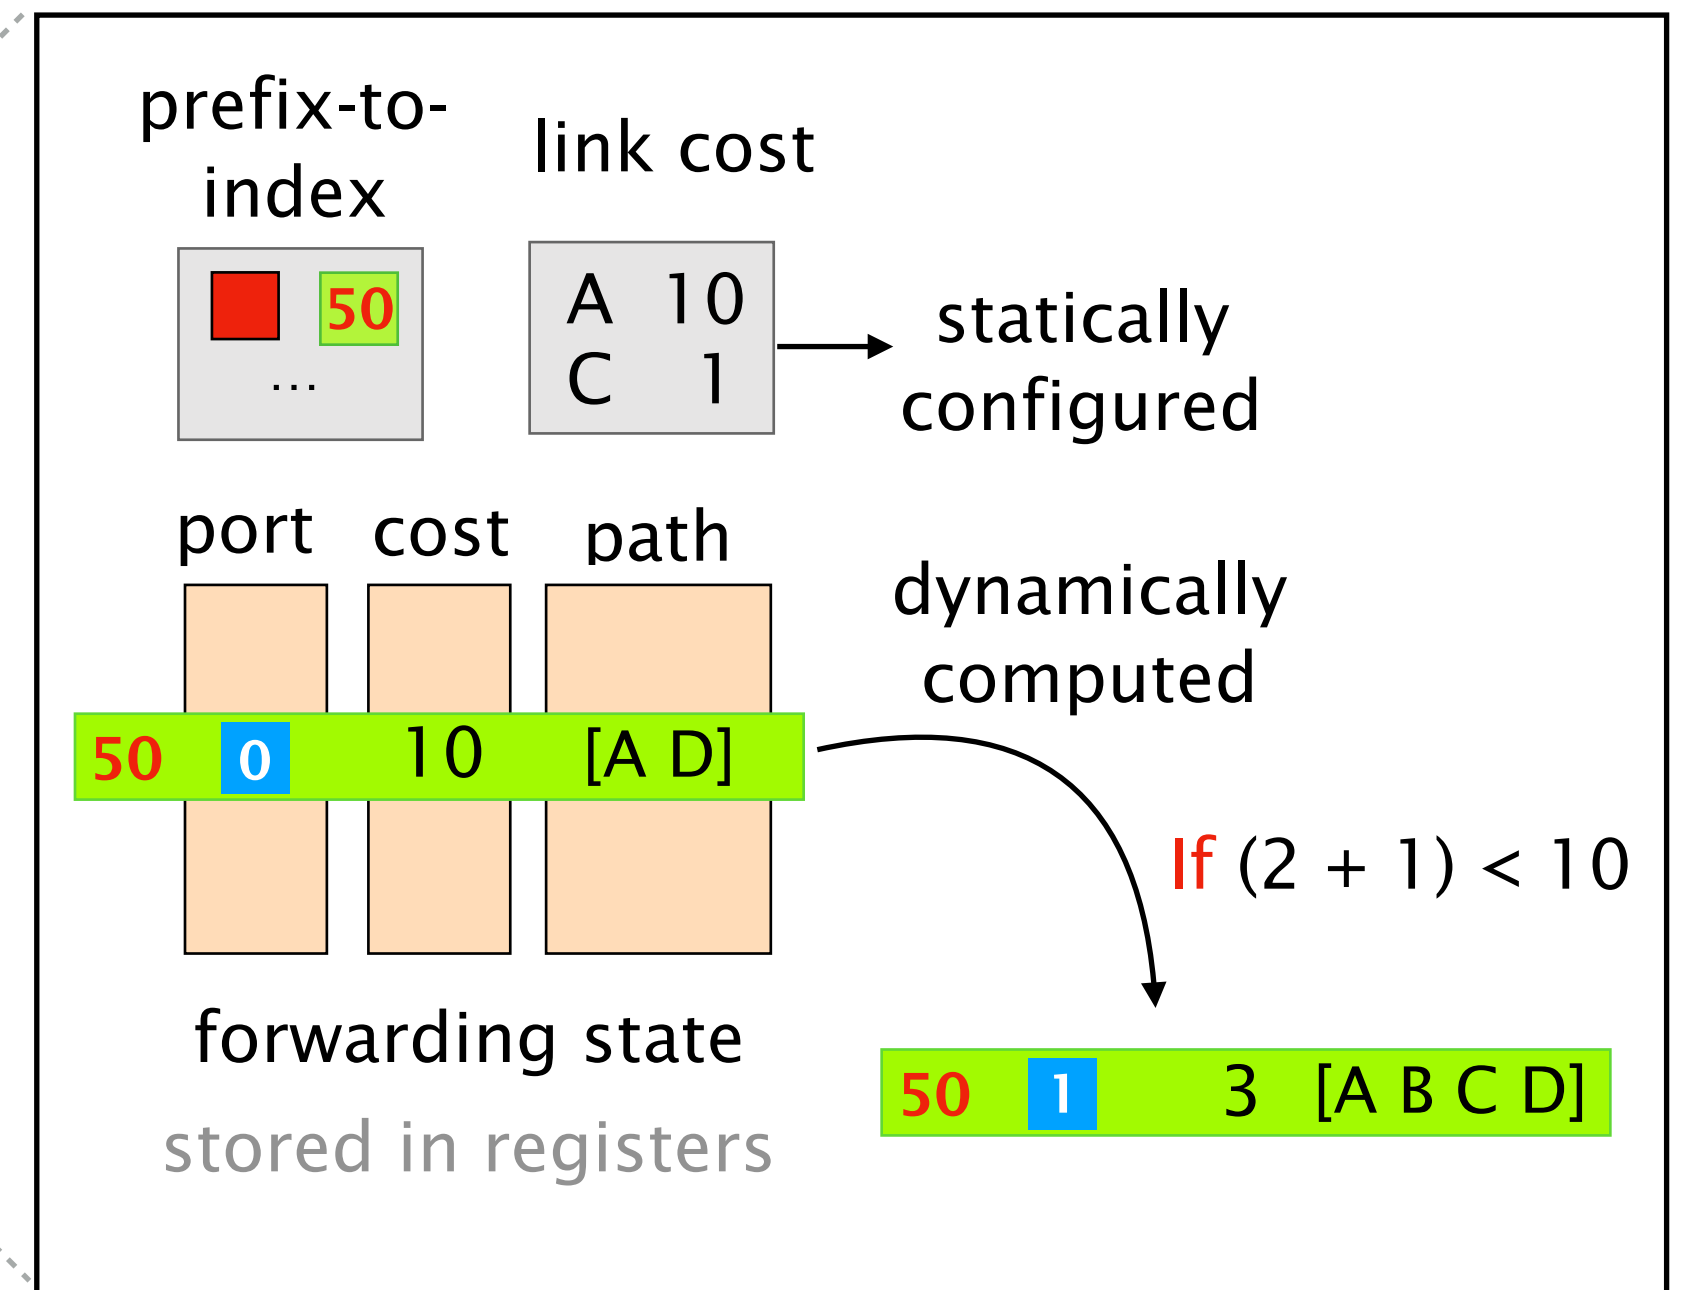 prefix-to-
index
link cost
50
...
A 10
C 1
statically
configured
port cost path
dynamically
computed
50 0 10 [A D]
If (2 + 1) < 10
forwarding state
50 1 3 [A B C D]
stored in registers